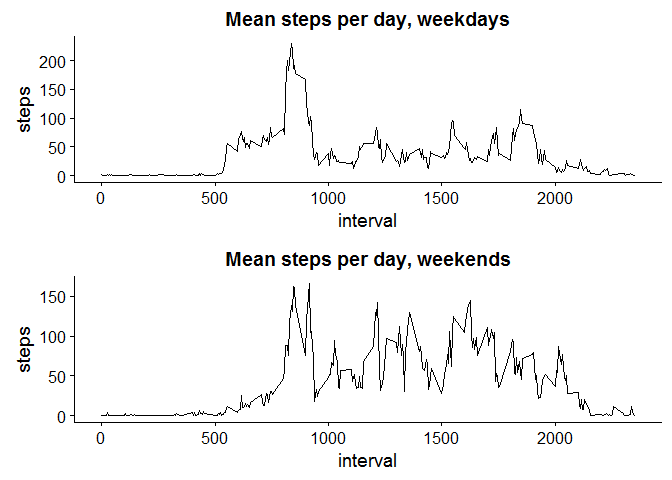 Mean steps per day, weekdays
steps
200
150
100
50
0
0 500 1000 1500 2000
interval
Mean steps per day, weekends
steps
150
100
50
0
0 500 1000 1500 2000
interval